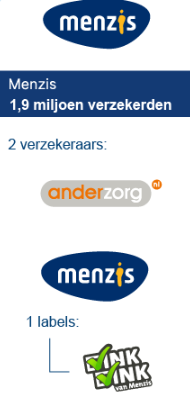 menzis
Menzis
1,9 miljoen verzekerden
2 verzekeraars:
anderzorg nl
menzis
1 labels:
VINK
VINK
van Menzis